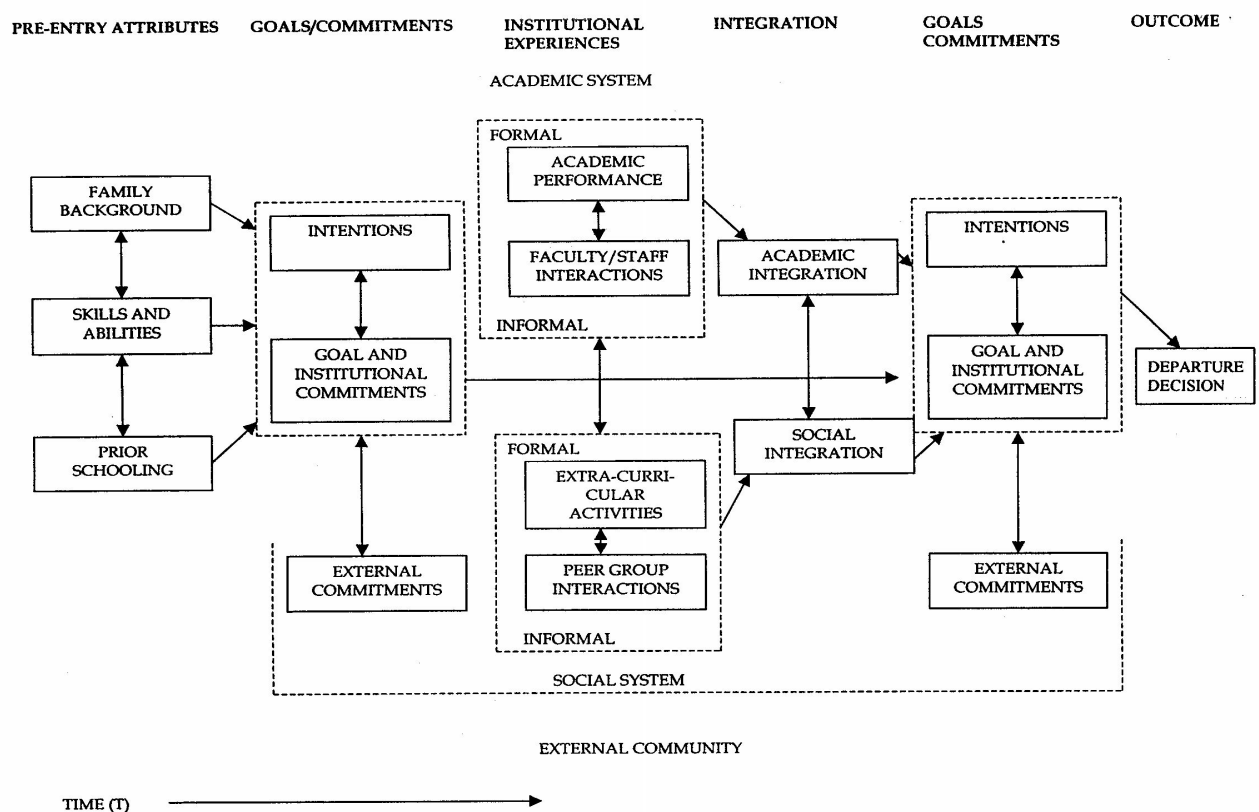 PRE-ENTRY ATTRIBUTES
GOALS/COMMITMENTS
INSTITUTIONAL
EXPERIENCES
INTEGRATION
GOALS
COMMITMENTS
OUTCOME
ACADEMIC SYSTEM
FAMILY
BACKGROUND
SKILLS AND
ABILITIES
PRIOR
SCHOOLING
INTENTIONS
GOAL AND
INSTITUTIONAL
COMMITMENTS
EXTERNAL
COMMITMENTS
FORMAL
ACADEMIC
PERFORMANCE
FACULTY/STAFF
INTERACTIONS
INFORMAL
FORMAL
EXTRA-CURRI-
CULAR
ACTIVITIES
PEER GROUP
INTERACTIONS
INFORMAL
ACADEMIC
INTEGRATION
SOCIAL
INTEGRATION
INTENTIONS
GOAL AND
INSTITUTIONAL
COMMITMENTS
EXTERNAL
COMMITMENTS
DEPARTURE
DECISION
SOCIAL SYSTEM
EXTERNAL COMMUNITY
TIME (T)